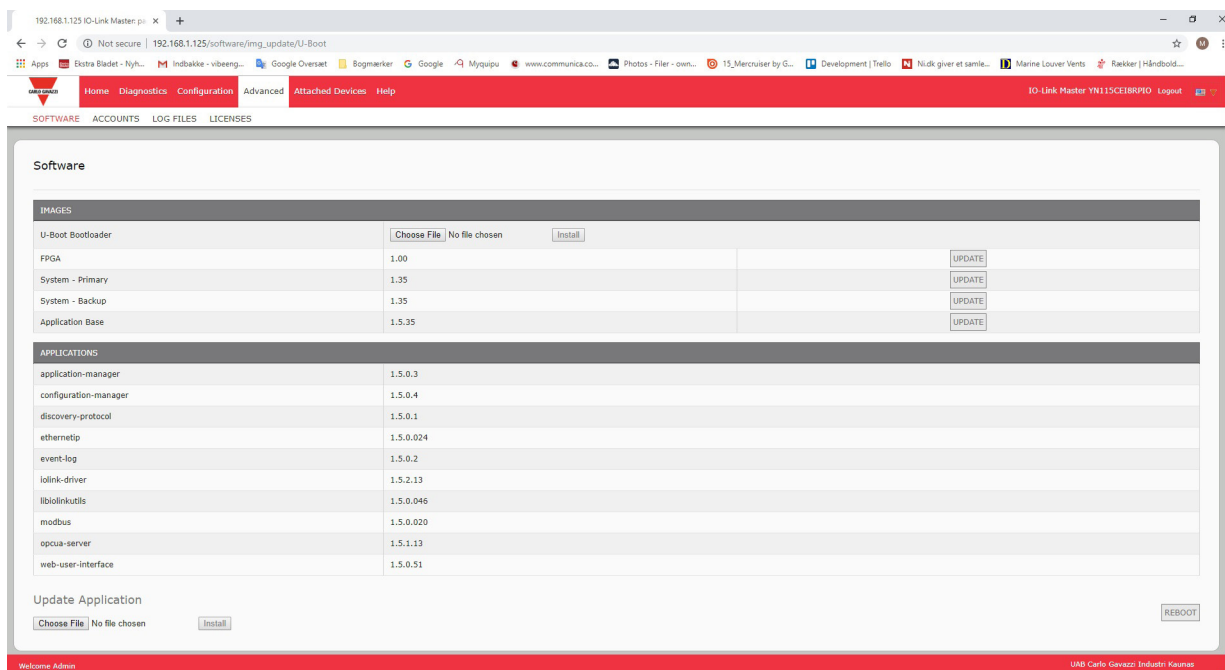 192.168.1.125 IO-Link Master: pa
Not secure | 192.168.1.125/software/img_update/U-Boot
Apps Ekstra Bladet - Nyh... Indbakke - vibeeng... Google Oversæt Bogmærker Google Myquipu www.communica.co... Photos - Filer - own... 15_Mercruiser by G... Development | Trello Ni.dk giver et samle... Marine Louver Vents Rækker | Håndbold....
CARLO GAVAZZI Home Diagnostics Configuration Advanced Attached Devices Help IO-Link Master YN115CEI8RPIO Logout
SOFTWARE ACCOUNTS LOG FILES LICENSES
Software
IMAGES
U-Boot Bootloader Choose File No file chosen Install
FPGA 1.00 UPDATE
System - Primary 1.35 UPDATE
System - Backup 1.35 UPDATE
Application Base 1.5.35 UPDATE
APPLICATIONS
application-manager 1.5.0.3
configuration-manager 1.5.0.4
discovery-protocol 1.5.0.1
ethernetip 1.5.0.024
event-log 1.5.0.2
iolink-driver 1.5.2.13
libiolinkutils 1.5.0.046
modbus 1.5.0.020
opcua-server 1.5.1.13
web-user-interface 1.5.0.51
Update Application
Choose File No file chosen Install
REBOOT
Welcome Admin UAB Carlo Gavazzi Industri Kaunas